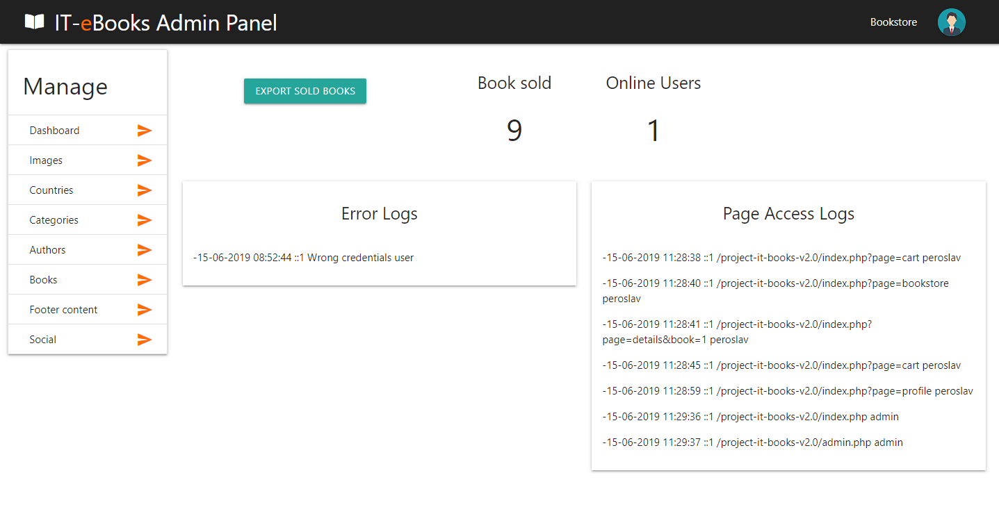 IT-eBooks Admin Panel
Bookstore
Manage
Dashboard
Images
Countries
Categories
Authors
Books
Footer content
Social
EXPORT SOLD BOOKS
Book sold
9
Online Users
1
Error Logs
-15-06-2019 08:52:44 ::1 Wrong credentials user
Page Access Logs
-15-06-2019 11:28:38 ::1 /project-it-books-v2.0/index.php?page=cart peroslav
-15-06-2019 11:28:40 ::1 /project-it-books-v2.0/index.php?page=bookstore
peroslav
-15-06-2019 11:28:41 ::1 /project-it-books-v2.0/index.php?
page=details&book=1 peroslav
-15-06-2019 11:28:45 ::1 /project-it-books-v2.0/index.php?page=cart peroslav
-15-06-2019 11:28:59 ::1 /project-it-books-v2.0/index.php?page=profile peroslav
-15-06-2019 11:29:36 ::1 /project-it-books-v2.0/index.php admin
-15-06-2019 11:29:37 ::1 /project-it-books-v2.0/admin.php admin